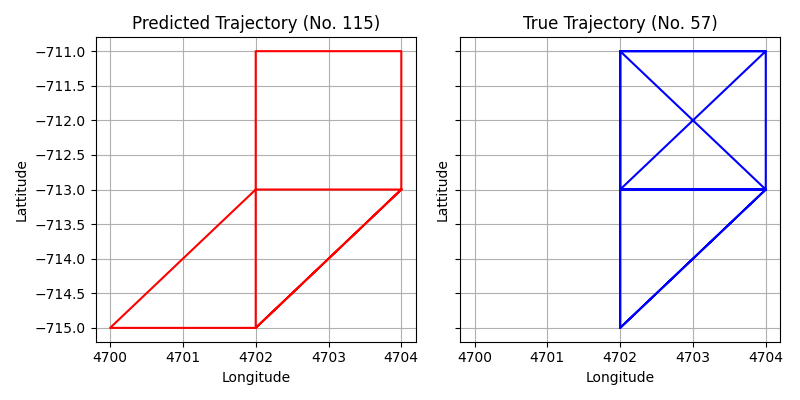 Predicted Trajectory (No. 115)
True Trajectory (No. 57)
Lattitude
−711.0
−711.5
−712.0
−712.5
−713.0
−713.5
−714.0
−714.5
−715.0
4700 4701 4702 4703 4704
Longitude
Lattitude
4700 4701 4702 4703 4704
Longitude